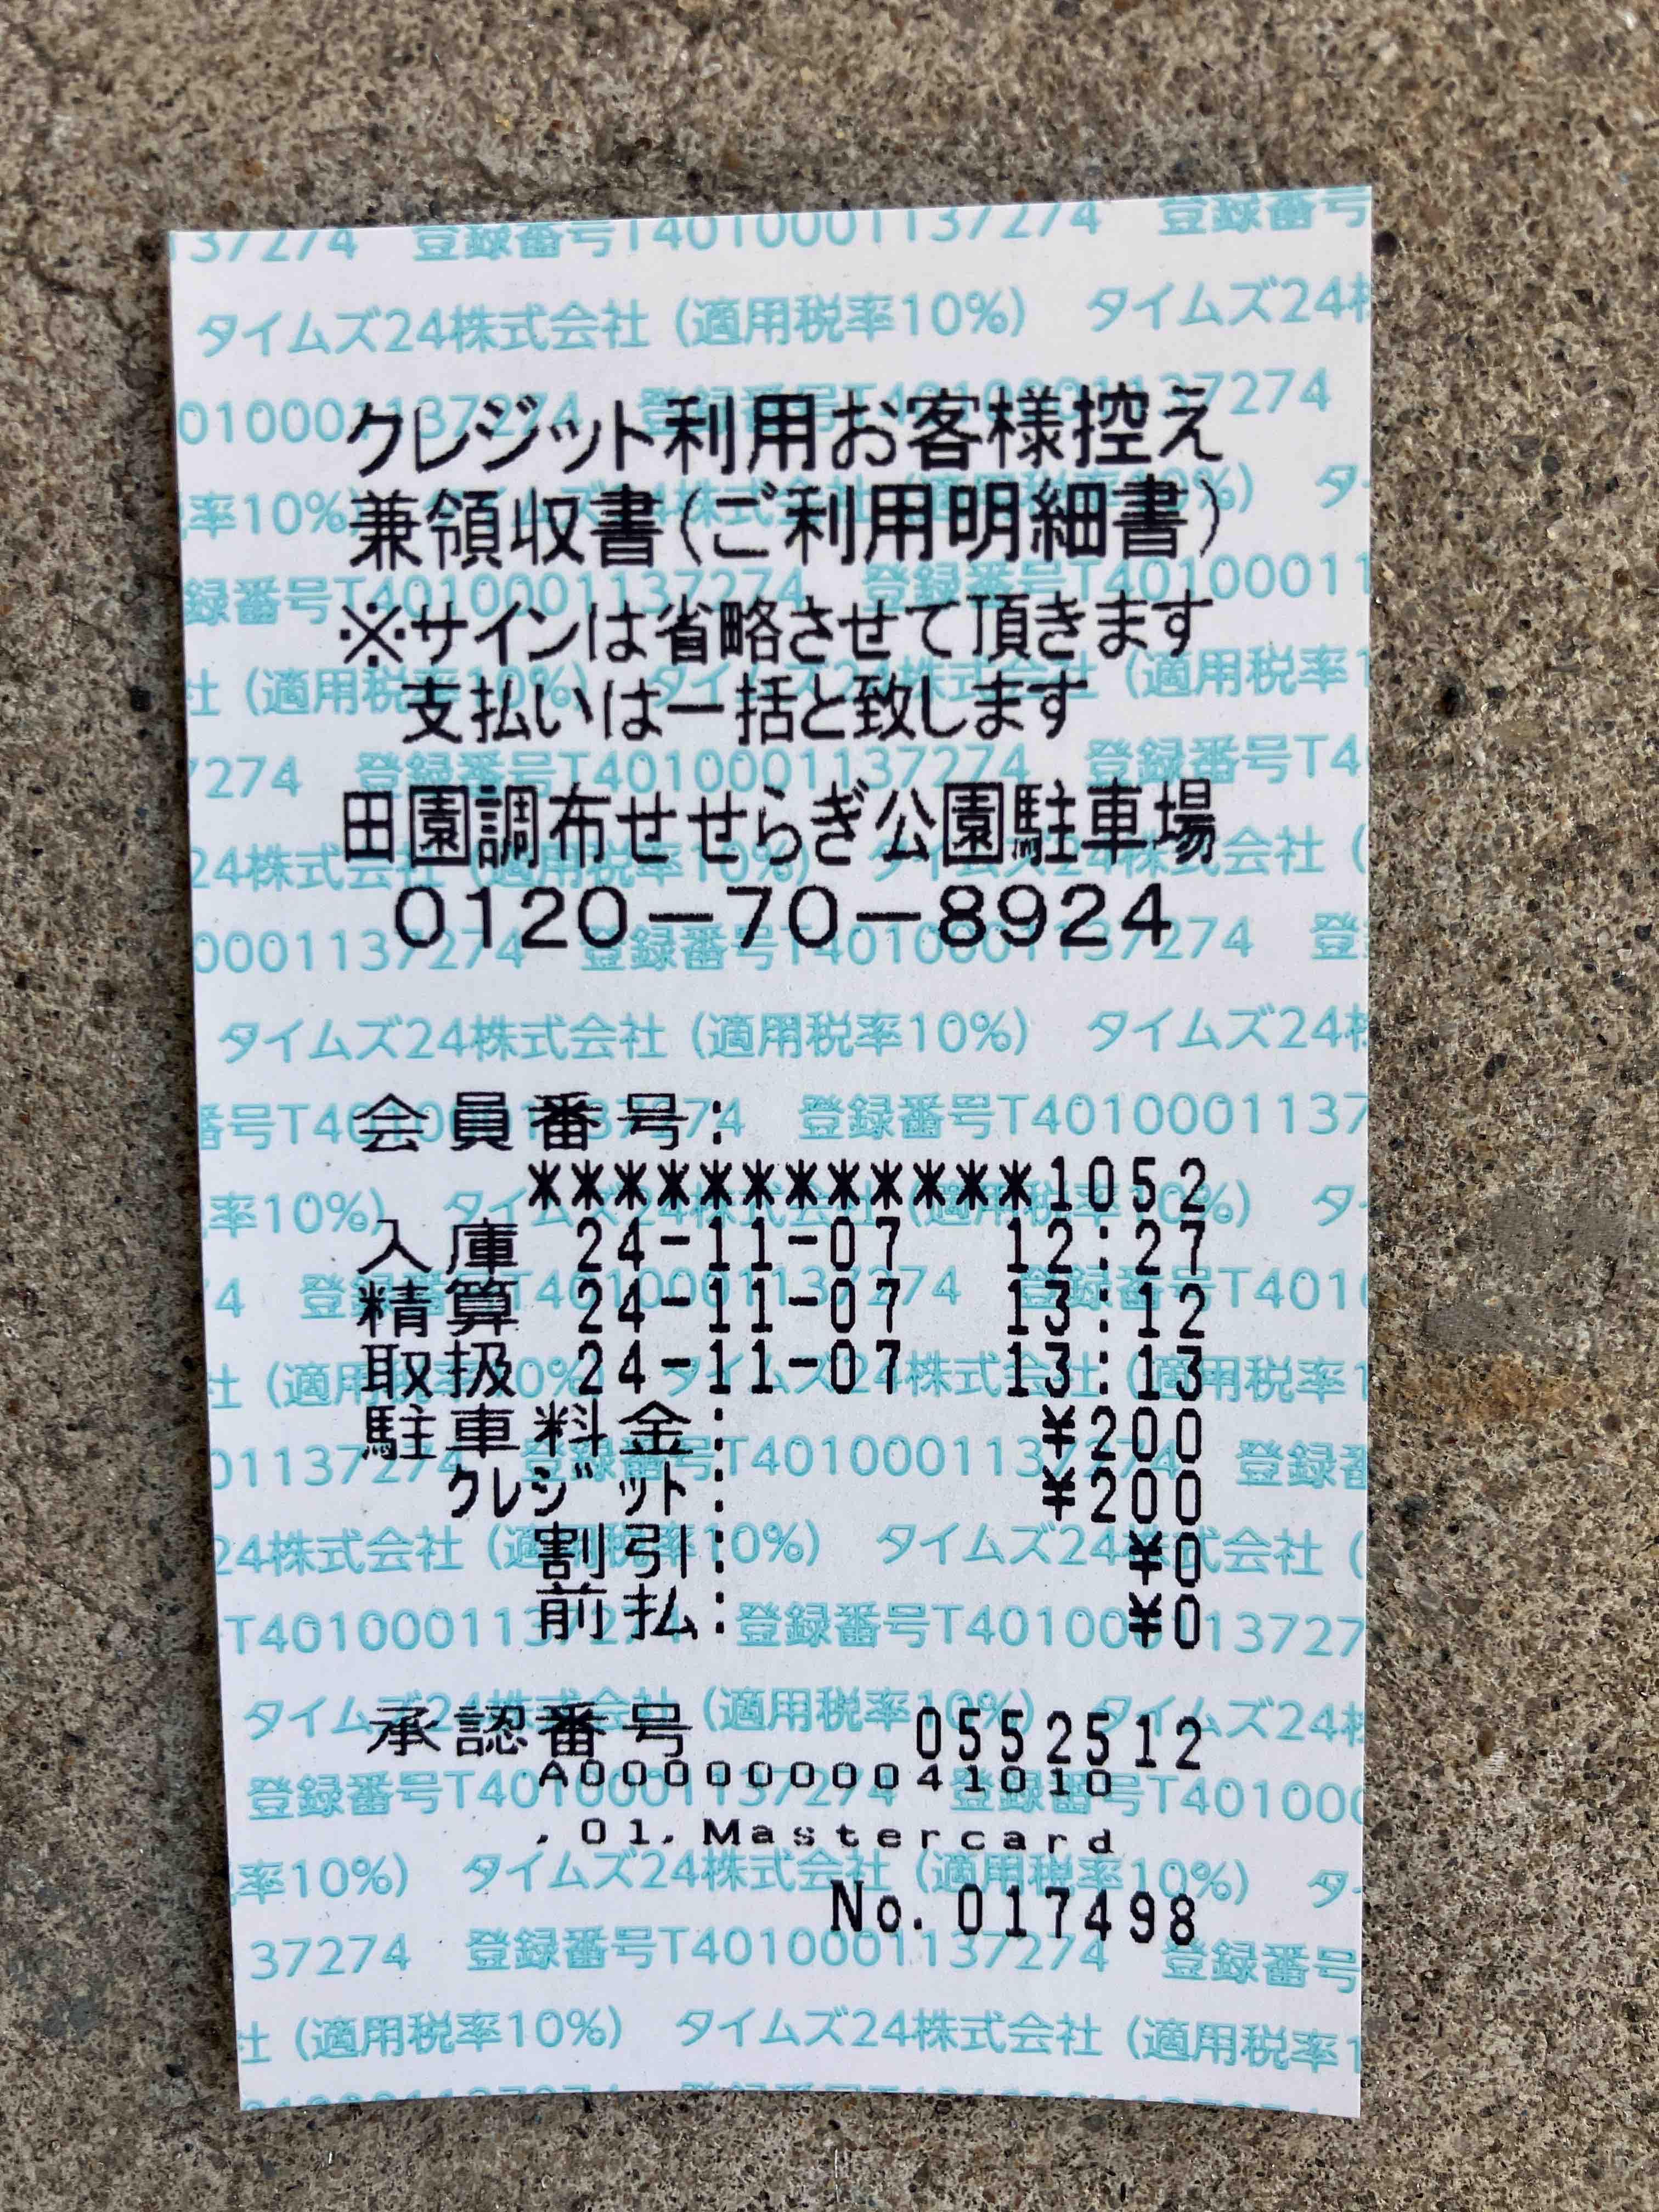 137274 登録番号T4010001137274 登録番号
タイムズ24株式会社 (適用税率10%) タイムズ24株
クレジット利用お客様控え
兼領収書(ご利用明細書)
※サインは省略させて頂きます
支払いは一括と致します
田園調布せせらぎ公園駐車場
0120-70-8924
タイムズ24株式会社 (適用税率10%) タイムズ24株
会員番号:
************1052
入庫 24-11-07 12:27
精算 24-11-07 13:12
取扱 24-11-07 13:13
駐車料金: ¥200
クレジット: ¥200
割引: ¥0
前払: ¥0
承認番号 0552512
A0000000041010
.01.Mastercard
No.017498
37274 登録番号T4010001137274 登録番号
社 (適用税率10%) タイムズ24株式会社 (適用税率1